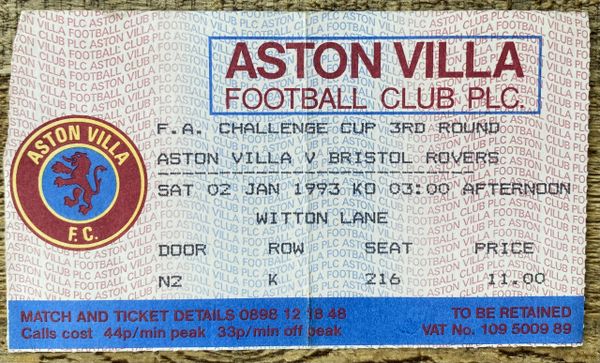 ASTON VILLA
FOOTBALL CLUB PLC.
ASTON VILLA
F.C.
F.A. CHALLENGE CUP 3RD ROUND
ASTON VILLA V BRISTOL ROVERS
SAT 02 JAN 1993 KO 03:00 AFTERNOON
WITTON LANE
DOOR ROW SEAT PRICE
N2 K 216 11.00
MATCH AND TICKET DETAILS 0898 12 18 48
Calls cost 44p/min peak 33p/min off peak
TO BE RETAINED
VAT No. 109 5009 89